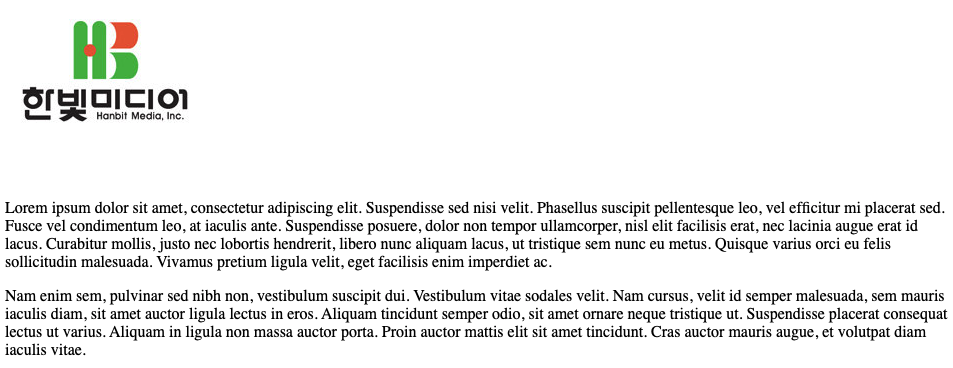 HB
한빛미디어
Hanbit Media, Inc.
Lorem ipsum dolor sit amet, consectetur adipiscing elit. Suspendisse sed nisi velit. Phasellus suscipit pellentesque leo, vel efficitur mi placerat sed.
Fusce vel condimentum leo, at iaculis ante. Suspendisse posuere, dolor non tempor ullamcorper, nisl elit facilisis erat, nec lacinia augue erat id
lacus. Curabitur mollis, justo nec lobortis hendrerit, libero nunc aliquam lacus, ut tristique sem nunc eu metus. Quisque varius orci eu felis
sollicitudin malesuada. Vivamus pretium ligula velit, eget facilisis enim imperdiet ac.
Nam enim sem, pulvinar sed nibh non, vestibulum suscipit dui. Vestibulum vitae sodales velit. Nam cursus, velit id semper malesuada, sem mauris
iaculis diam, sit amet auctor ligula lectus in eros. Aliquam tincidunt semper odio, sit amet ornare neque tristique ut. Suspendisse placerat consequat
lectus ut varius. Aliquam in ligula non massa auctor porta. Proin auctor mattis elit sit amet tincidunt. Cras auctor mauris augue, et volutpat diam
iaculis vitae.